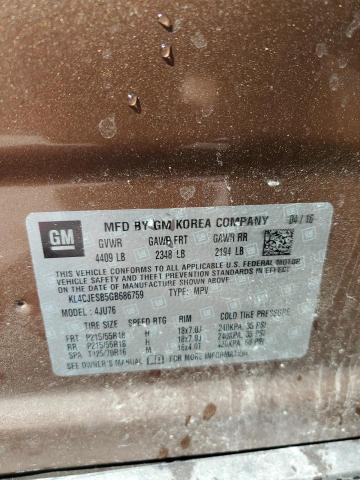 MFD BY GM KOREA COMPANY 04/16
GM GVWR GAWR FRT GAWR RR
4409 LB 2348 LB 2194 LB
THIS VEHICLE CONFORMS TO ALL APPLICABLE U.S. FEDERAL
MOTOR VEHICLE SAFETY AND THEFT PREVENTION STANDARDS
IN EFFECT ON THE DATE OF MANUFACTURE SHOWN ABOVE.
KL4CJESB5GB686759 TYPE: MPV
MODEL: 4JU76
TIRE SIZE SPEED RTG RIM COLD TIRE PRESSURE
FRT P215/55R18 H 18x7.0J 240KPA, 35 PSI
RR P215/55R18 H 18x7.0J 240KPA, 35 PSI
SPA T125/70R16 M 16x4.0T 420KPA, 60 PSI
SEE OWNER'S MANUAL FOR MORE INFORMATION.